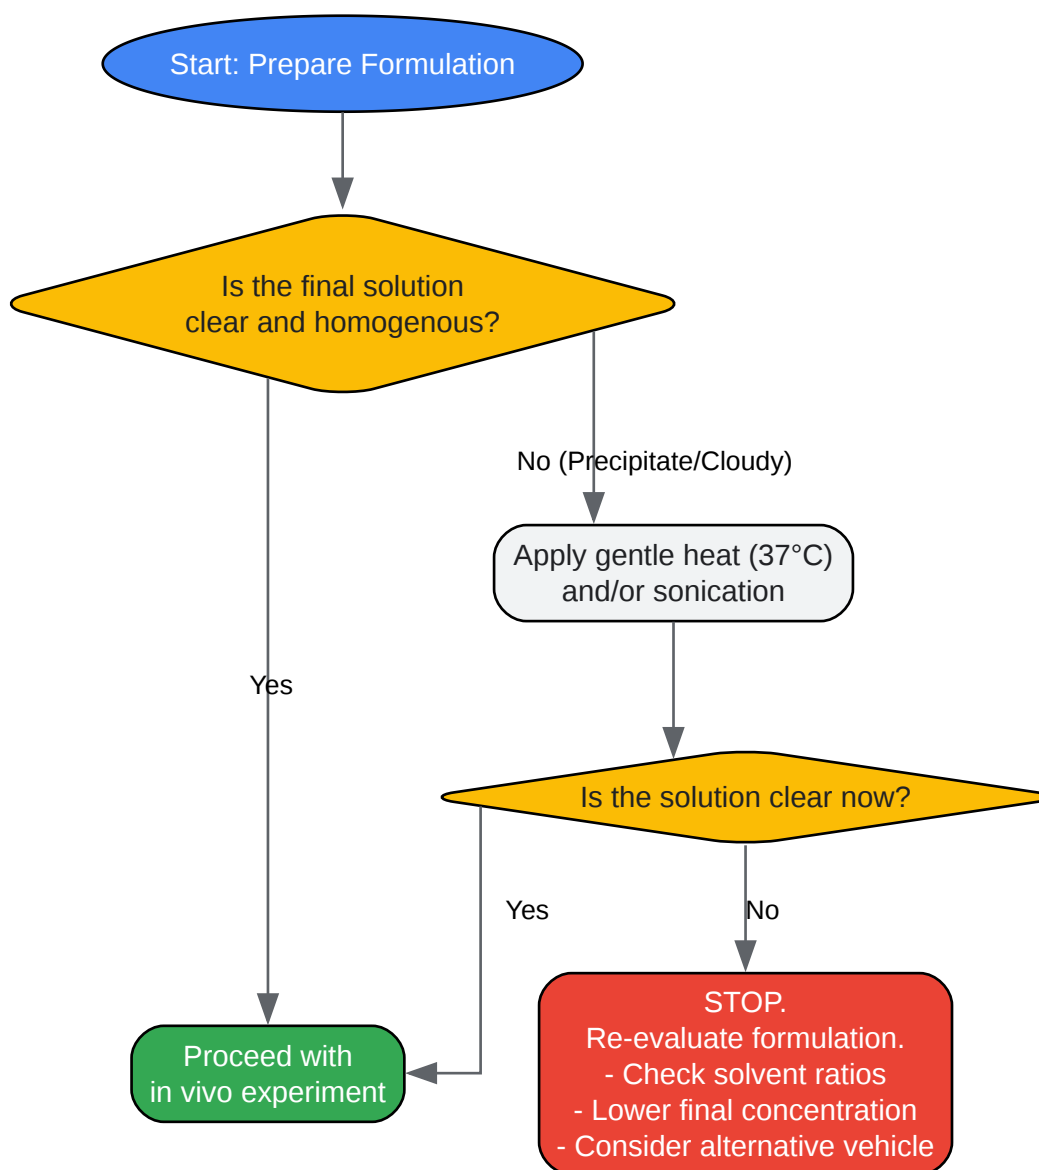 Start: Prepare Formulation
Is the final solution
clear and homogenous?
No (Precipitate/Cloudy)
Apply gentle heat (37°C)
and/or sonication
Yes
Is the solution clear now?
Yes
No
STOP.
Re-evaluate formulation.
- Check solvent ratios
- Lower final concentration
- Consider alternative vehicle
Proceed with
in vivo experiment